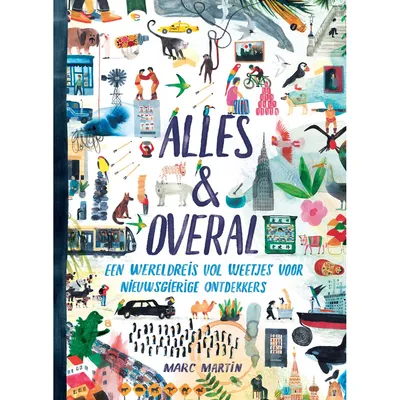 ALLES
&
OVERAL
EEN WERELDREIS VOL WEETJES VOOR
NIEUWSGIERIGE ONTDEKKERS
MARC MARTIN